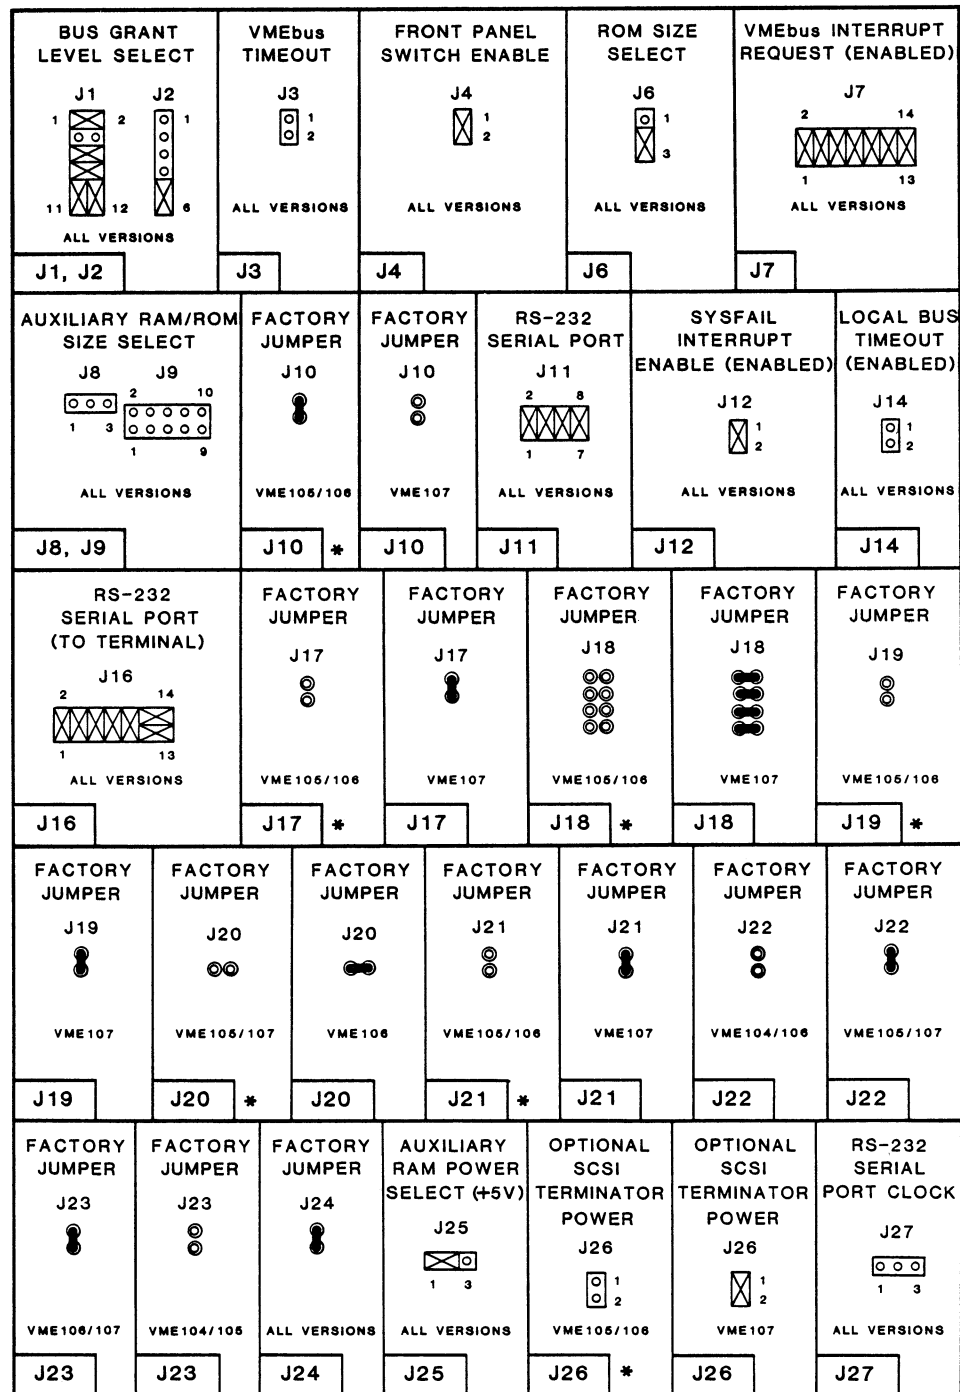 BUS GRANT
LEVEL SELECT
J1 J2
1 2 1
11 12 6
ALL VERSIONS
J1, J2
VMEbus
TIMEOUT
J3
1
2
ALL VERSIONS
J3
FRONT PANEL
SWITCH ENABLE
J4
1
2
ALL VERSIONS
J4
ROM SIZE
SELECT
J6
1
3
ALL VERSIONS
J6
VMEbus INTERRUPT
REQUEST (ENABLED)
J7
2 14
1 13
ALL VERSIONS
J7
AUXILIARY RAM/ROM
SIZE SELECT
J8 J9
2 10
1 3
1 9
ALL VERSIONS
J8, J9
FACTORY
JUMPER
J10
VME105/106
J10 *
FACTORY
JUMPER
J10
VME107
J10
RS-232
SERIAL PORT
J11
2 8
1 7
ALL VERSIONS
J11
SYSFAIL
INTERRUPT
ENABLE (ENABLED)
J12
1
2
ALL VERSIONS
J12
LOCAL BUS
TIMEOUT
(ENABLED)
J14
1
2
ALL VERSIONS
J14
RS-232
SERIAL PORT
(TO TERMINAL)
J16
2 14
1 13
ALL VERSIONS
J16
FACTORY
JUMPER
J17
VME105/106
J17 *
FACTORY
JUMPER
J17
VME107
J17
FACTORY
JUMPER
J18
VME105/106
J18 *
FACTORY
JUMPER
J18
VME107
J18
FACTORY
JUMPER
J19
VME105/106
J19 *
FACTORY
JUMPER
J19
VME107
J19
FACTORY
JUMPER
J20
VME105/107
J20 *
FACTORY
JUMPER
J20
VME106
J20
FACTORY
JUMPER
J21
VME105/106
J21 *
FACTORY
JUMPER
J21
VME107
J21
FACTORY
JUMPER
J22
VME104/106
J22
FACTORY
JUMPER
J22
VME105/107
J22
FACTORY
JUMPER
J23
VME106/107
J23
FACTORY
JUMPER
J23
VME104/105
J23
FACTORY
JUMPER
J24
ALL VERSIONS
J24
AUXILIARY
RAM POWER
SELECT (+5V)
J25
1 3
ALL VERSIONS
J25
OPTIONAL
SCSI
TERMINATOR
POWER
J26
1
2
VME105/106
J26 *
OPTIONAL
SCSI
TERMINATOR
POWER
J26
1
2
VME107
J26
RS-232
SERIAL
PORT CLOCK
J27
1 3
ALL VERSIONS
J27